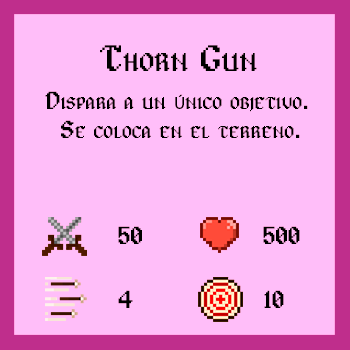 Thorn Gun
Dispara a un único objetivo.
Se coloca en el terreno.
50 500
4 10